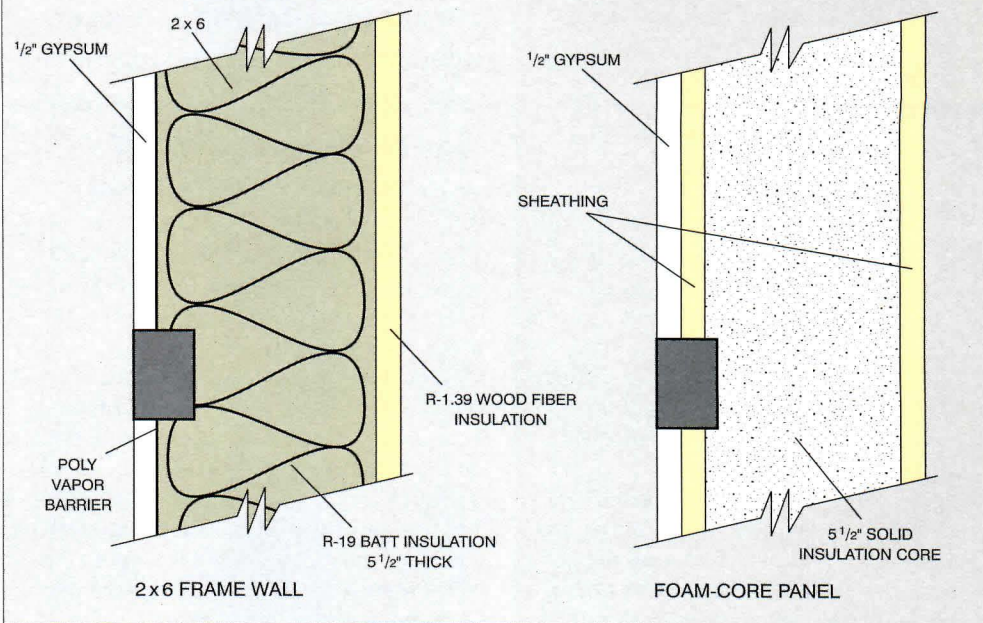 2 x 6
1/2" GYPSUM
R-1.39 WOOD FIBER
INSULATION
POLY
VAPOR
BARRIER
R-19 BATT INSULATION
5 1/2" THICK
2 x 6 FRAME WALL
1/2" GYPSUM
SHEATHING
5 1/2" SOLID
INSULATION CORE
FOAM-CORE PANEL